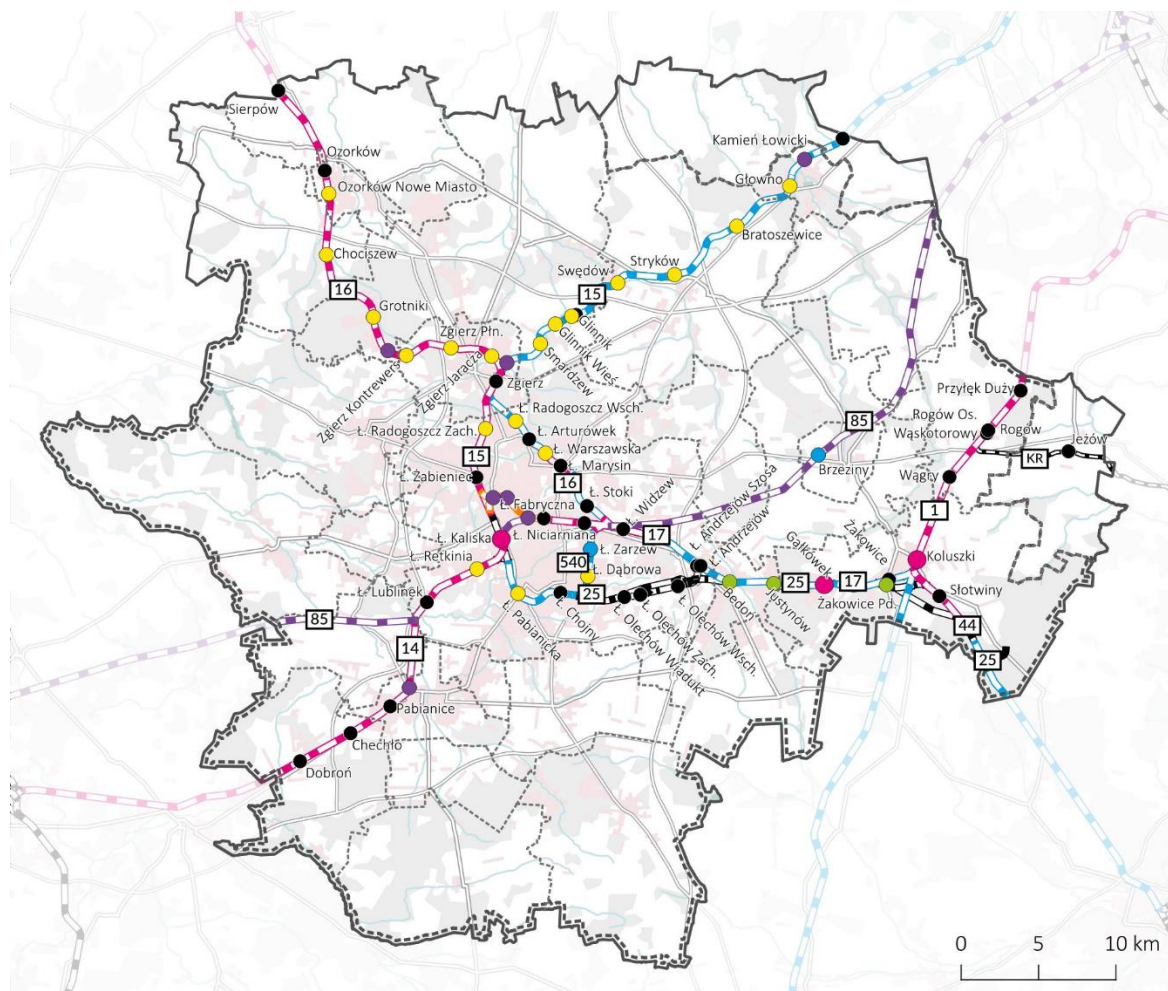 Sierpów
Kamień Łowicki
Ozorków
Głowno
Ozorków Nowe Miasto
Bratoszewice
Chociszew
Stryków
Swędów
16
15
Grotniki
Glinnik
Zgierz Płn.
Glinnik Wieś
Smardzew
Zgierz Jaracza
Zgierz Kontrewers
Zgierz
Przyłęk Duży
Ł. Radogoszcz Wsch.
Rogów Os.
85
Ł. Radogoszcz Zach.
Ł. Arturówek
Wąskotorowy
Rogów
Jeżów
Ł. Warszawska
Brzeziny
KR
15
Ł. Marysin
Ł. Żabieniec
16
Wągry
Ł. Stoki
Ł. Fabryczna
Widzew
Ł. Andrzejów Szosa
1
Ł. Kaliska
Ł. Niciarniana
17
Ł. Andrzejów
Żakowice
Koluszki
Ł. Retkinia
540
Ł. Zarzew
Gałkówek
Ł. Dąbrowa
25
17
Słotwiny
Ł. Lublinek
25
Bedoń
Justynów
Żakowice Pd.
Ł. Pabianicka
Ł. Chojny
Ł. Olechów Wiadukt
Ł. Olechów Zach.
Ł. Olechów Wsch.
85
44
14
25
Pabianice
Chechło
Dobroń
0 5 10 km